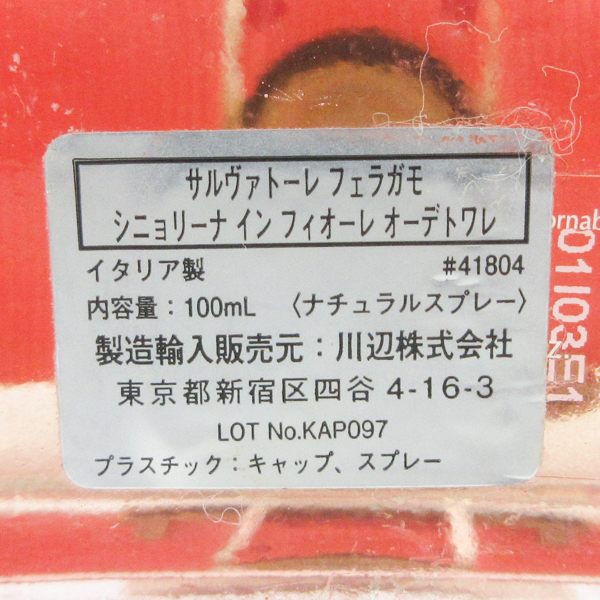 サルヴァトーレ フェラガモ
シニョリーナ イン フィオーレ オーデトワレ
イタリア製 #41804
内容量：100mL 〈ナチュラルスプレー〉
製造輸入販売元：川辺株式会社
東京都新宿区四谷 4-16-3
LOT No.KAP097
プラスチック：キャップ、スプレー